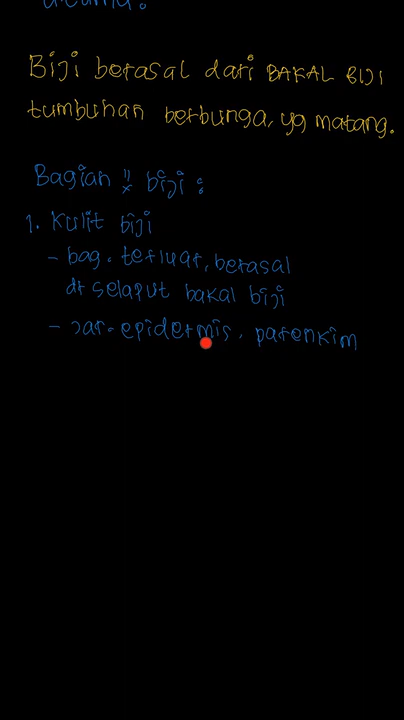 Biji berasal dari BAKAL BIJI
tumbuhan berbunga, yg matang.
Bagian " biji :
1. Kulit biji
- bag. terluar, berasal
dr selaput bakal biji
- Jar. epidermis, parenkim